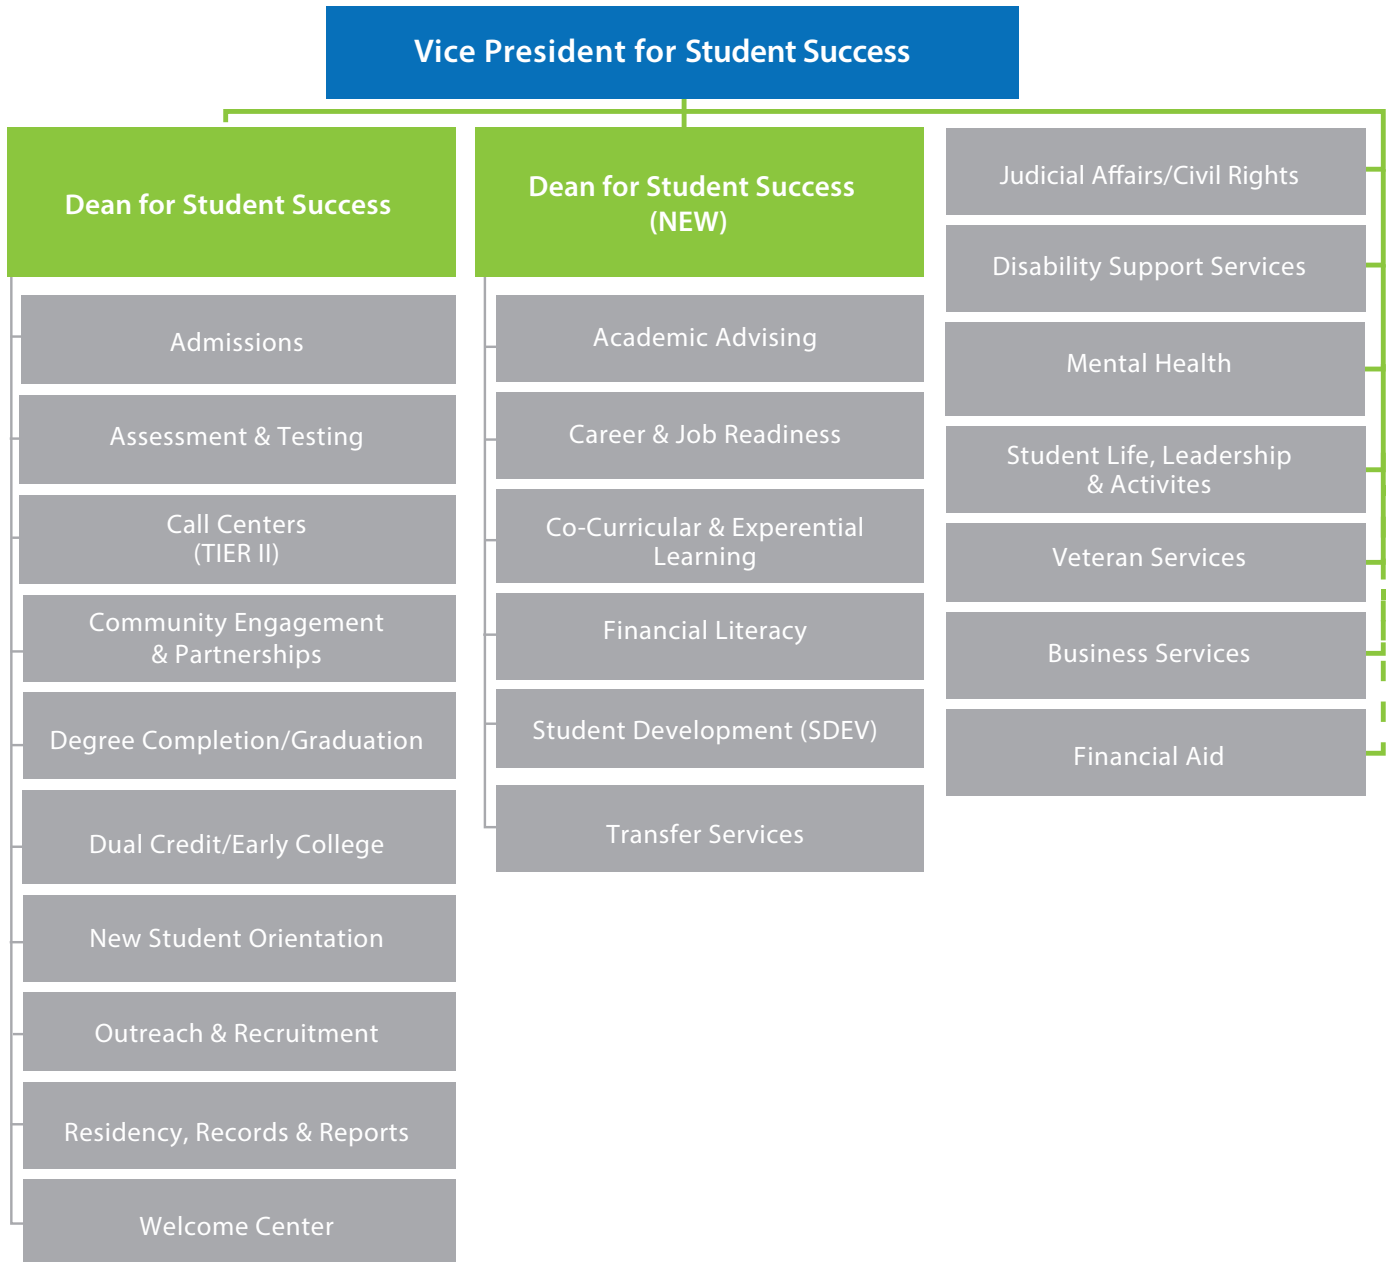 Vice President for Student Success
Dean for Student Success
Admissions
Assessment & Testing
Call Centers
(TIER II)
Community Engagement
& Partnerships
Degree Completion/Graduation
Dual Credit/Early College
New Student Orientation
Outreach & Recruitment
Residency, Records & Reports
Welcome Center
Dean for Student Success
(NEW)
Academic Advising
Career & Job Readiness
Co-Curricular & Experential
Learning
Financial Literacy
Student Development (SDEV)
Transfer Services
Judicial Affairs/Civil Rights
Disability Support Services
Mental Health
Student Life, Leadership
& Activites
Veteran Services
Business Services
Financial Aid